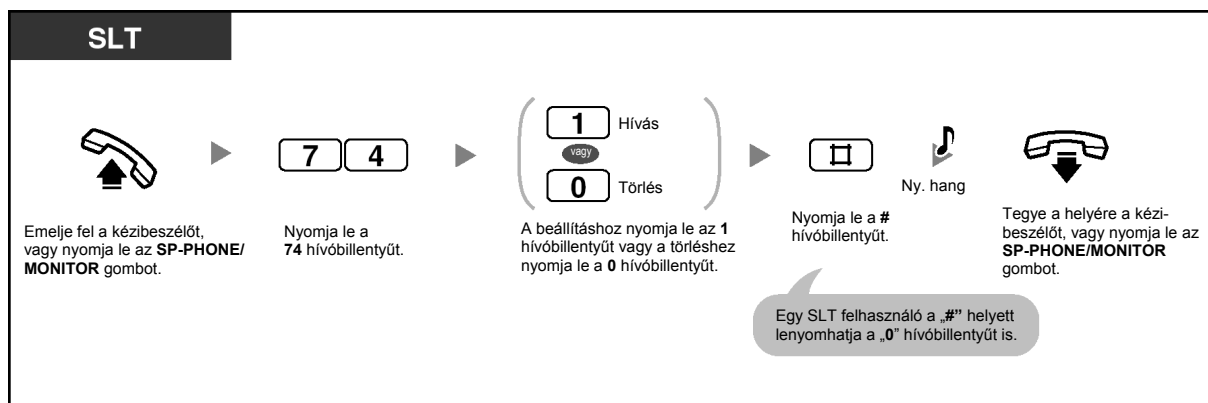 SLT
7 4
1 Hívás
vagy
0 Törlés
#
Ny. hang
Emelje fel a kézibeszélőt,
vagy nyomja le az SP-PHONE/
MONITOR gombot.
Nyomja le a
74 hívóbillentyűt.
A beállításhoz nyomja le az 1
hívóbillentyűt vagy a törléshez
nyomja le a 0 hívóbillentyűt.
Nyomja le a #
hívóbillentyűt.
Tegye a helyére a kézi-
beszélőt, vagy nyomja le az
SP-PHONE/MONITOR
gombot.
Egy SLT felhasználó a „#” helyett
lenyomhatja a „0” hívóbillentyűt is.